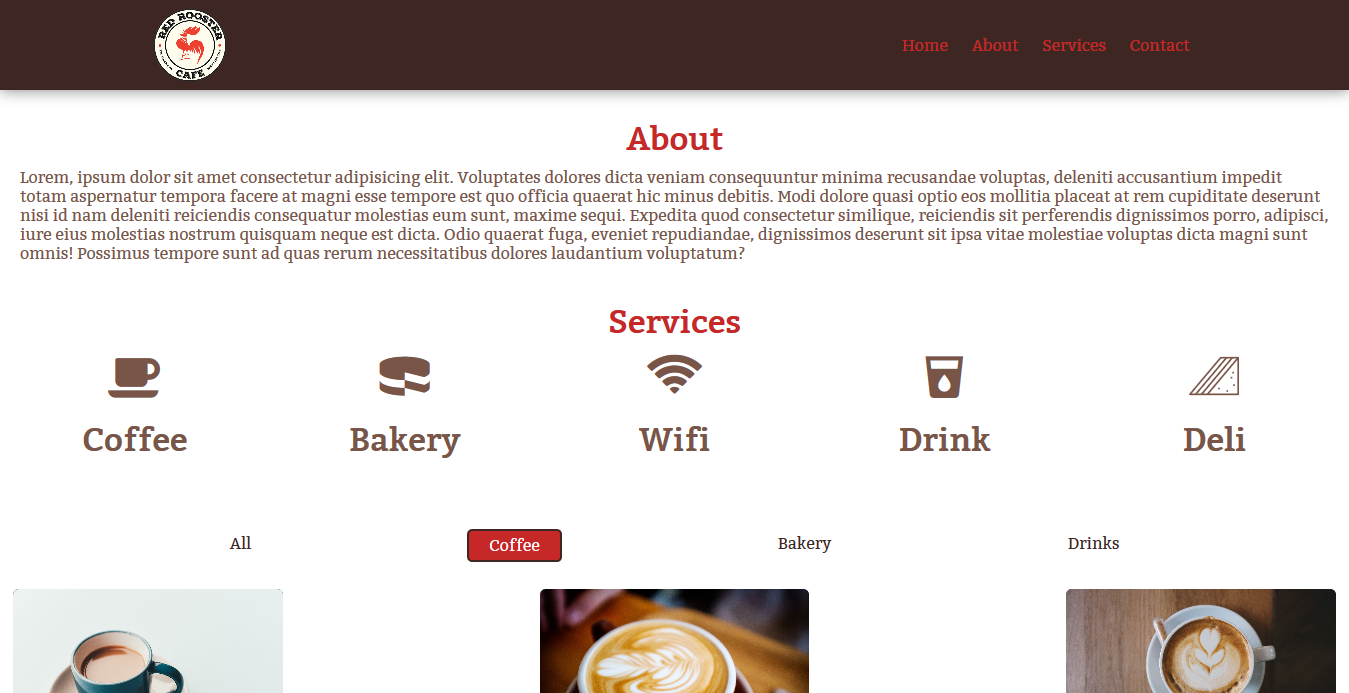 RED ROOSTER
CAFE
Home About Services Contact
About
Lorem, ipsum dolor sit amet consectetur adipisicing elit. Voluptates dolores dicta veniam consequuntur minima recusandae voluptas, deleniti accusantium impedit
totam aspernatur tempora facere at magni esse tempore est quo officia quaerat hic minus debitis. Modi dolore quasi optio eos mollitia placeat at rem cupiditate deserunt
nisi id nam deleniti reiciendis consequatur molestias eum sunt, maxime sequi. Expedita quod consectetur similique, reiciendis sit perferendis dignissimos porro, adipisci,
iure eius molestias nostrum quisquam neque est dicta. Odio quaerat fuga, eveniet repudiandae, dignissimos deserunt sit ipsa vitae molestiae voluptas dicta magni sunt
omnis! Possimus tempore sunt ad quas rerum necessitatibus dolores laudantium voluptatum?
Services
Coffee Bakery Wifi Drink Deli
All Coffee Bakery Drinks